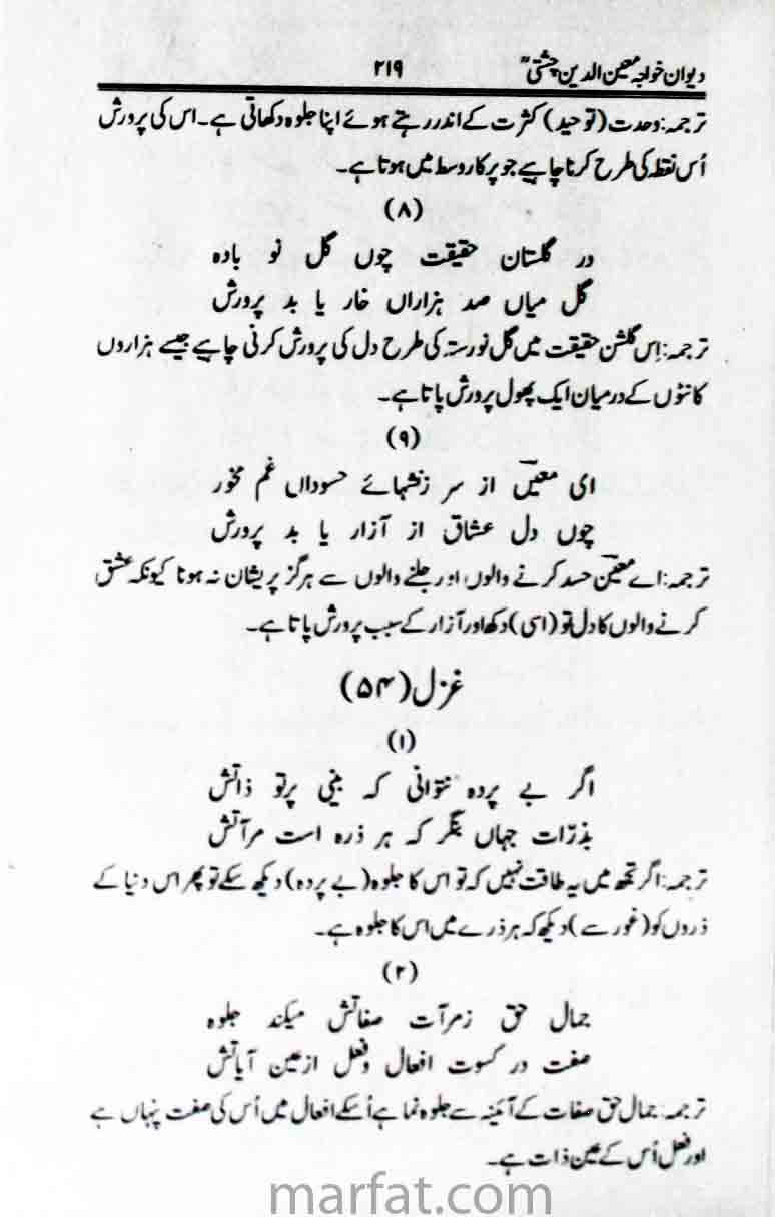 دیوان خواجہ معین الدین چشتیؒ ۲۱۹
ترجمہ: وحدت (توحید) کثرت کے اندر رہتے ہوئے اپنا جلوہ دکھاتی ہے۔ اس کی پرورش
اُس نقطہ کی طرح کرنا چاہیے جو پرکار وسط میں ہوتا ہے۔
(۸)
در گلستان حقیقت چوں گل نو بادہ
گل میاں صد ہزاراں خار یا بد پرورش
ترجمہ: اِس گلشن حقیقت میں گل نورستہ کی طرح دل کی پرورش کرنی چاہیے جیسے ہزاروں
کانٹوں کے درمیان ایک پھول پرورش پاتا ہے۔
(۹)
ای معینؔ از سر زنشہائے حسوداں غم مخور
چوں دل عشاق از آزار یا بد پرورش
ترجمہ: اے معینؔ حسد کرنے والوں اور جلنے والوں سے ہرگز پریشان نہ ہونا کیونکہ عشق
کرنے والوں کا دل تو (اسی) دکھ اور آزار کے سبب پرورش پاتا ہے۔
غزل (۵۴)
(۱)
اگر بے پردہ نتوانی کہ بینی پرتو ذاتش
بذرّات جہاں بنگر کہ ہر ذرہ است مرآتش
ترجمہ: اگر تجھ میں یہ طاقت نہیں کہ تو اس کا جلوہ (بے پردہ) دیکھ سکے تو پھر اس دنیا کے
ذروں کو (غور سے) دیکھ کہ ہر ذرے میں اس کا جلوہ ہے۔
(۲)
جمال حق زمرآت صفاتش میکند جلوہ
صفت در کسوت افعال و فعل از عین آیاتش
ترجمہ: جمال حق صفات کے آئینہ سے جلوہ نما ہے اُسکے افعال میں اُس کی صفت پنہاں ہے
اور فعل اُس کے عین ذات ہے۔
marfat.com